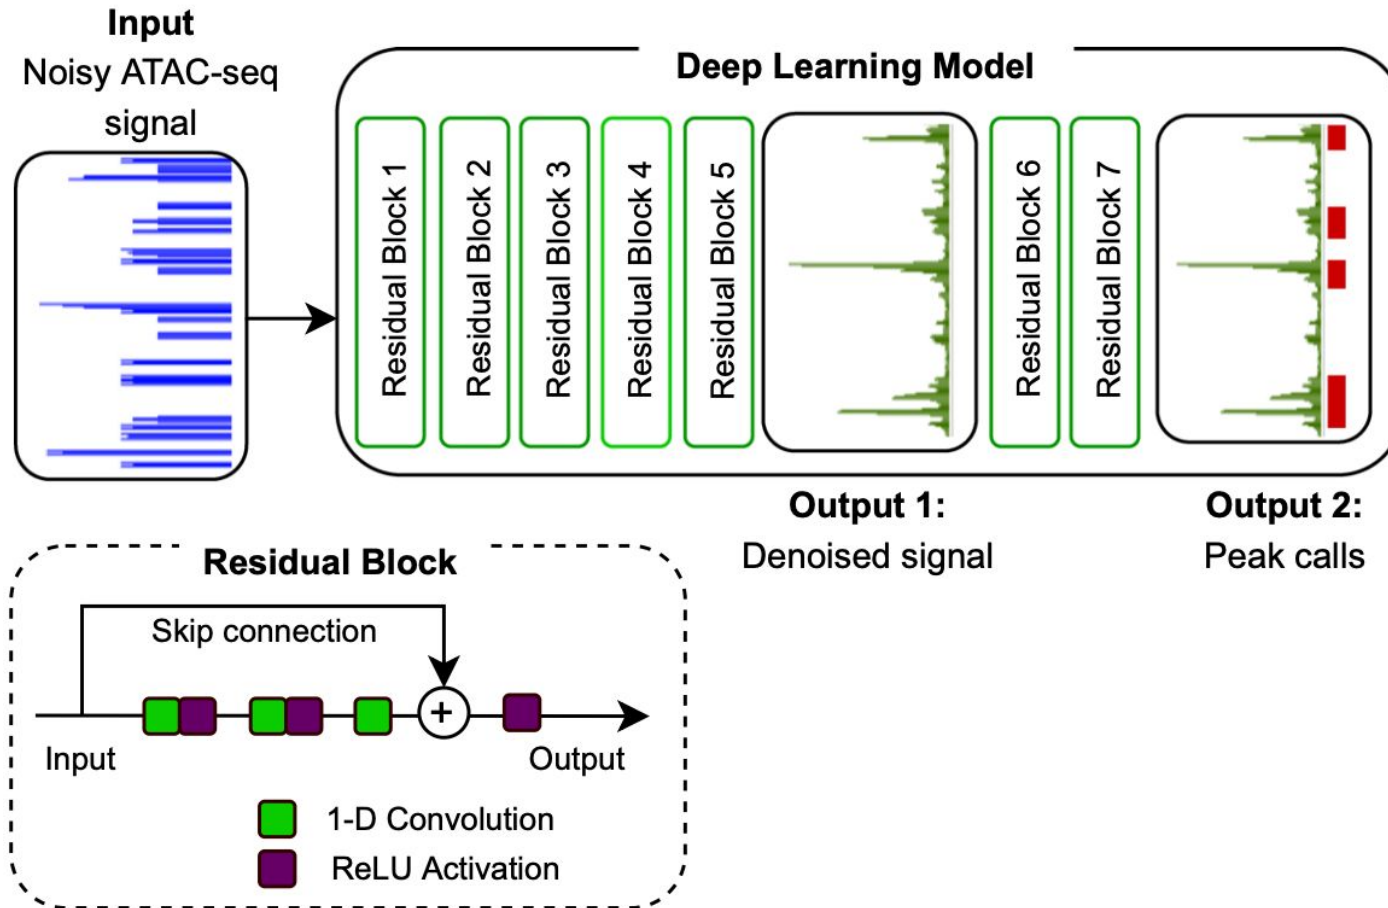 Input
Noisy ATAC-seq
signal
Deep Learning Model
Residual Block 1
Residual Block 2
Residual Block 3
Residual Block 4
Residual Block 5
Residual Block 6
Residual Block 7
Output 1:
Denoised signal
Output 2:
Peak calls
Residual Block
Skip connection
+
Input
Output
1-D Convolution
ReLU Activation